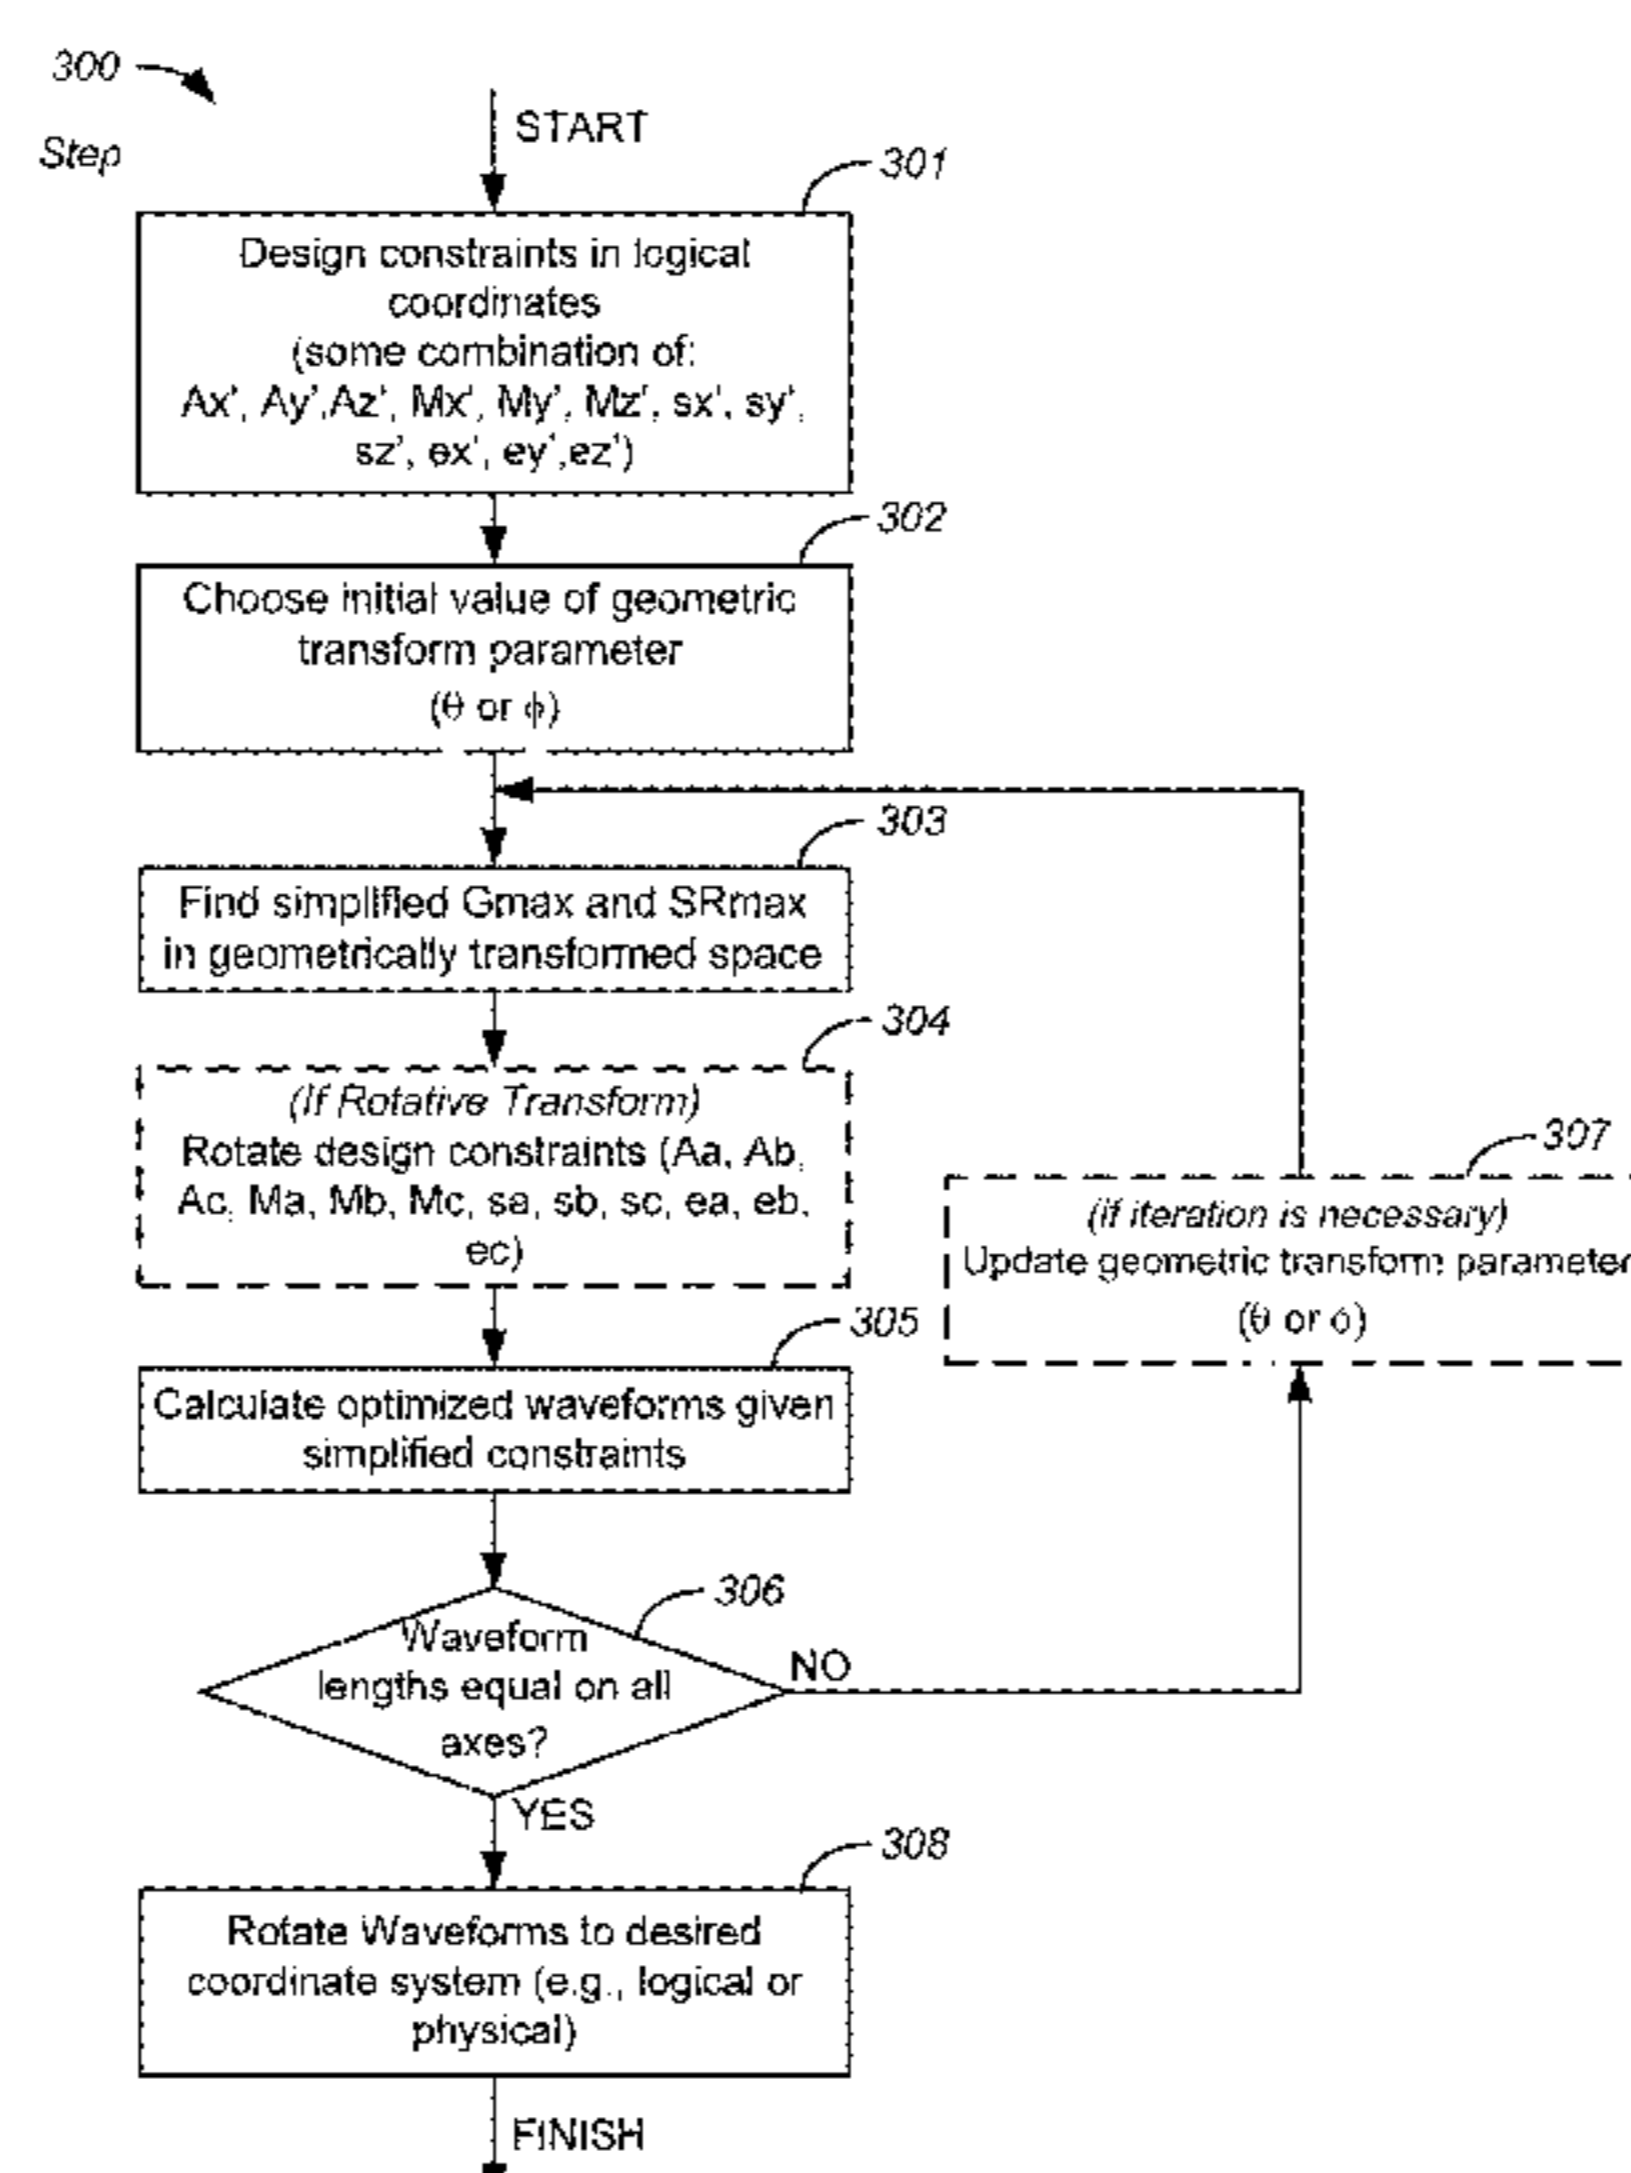 300
START
Step
301
Design constraints in logical
coordinates
(some combination of:
Ax', Ay',Az', Mx', My', Mz', sx', sy',
sz', ex', ey',ez')
302
Choose initial value of geometric
transform parameter
(θ or ϕ)
303
Find simplified Gmax and SRmax
in geometrically transformed space
304
(If Rotative Transform)
Rotate design constraints (Aa, Ab,
Ac, Ma, Mb, Mc, sa, sb, sc, ea, eb,
ec)
307
(if iteration is necessary)
Update geometric transform parameter
(θ or ϕ)
305
Calculate optimized waveforms given
simplified constraints
306
Waveform
lengths equal on all
axes?
NO
YES
308
Rotate Waveforms to desired
coordinate system (e.g., logical or
physical)
FINISH